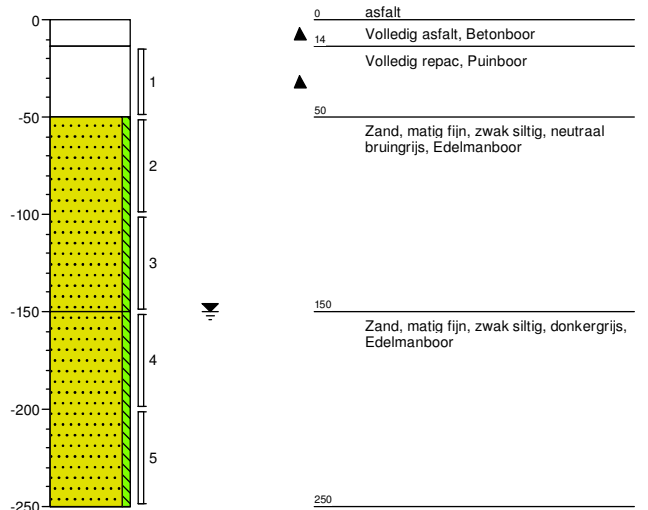 0
-50
-100
-150
-200
-250
1
2
3
4
5
0 asfalt
Volledig asfalt, Betonboor
14
Volledig repac, Puinboor
50
Zand, matig fijn, zwak siltig, neutraal
bruingrijs, Edelmanboor
150
Zand, matig fijn, zwak siltig, donkergrijs,
Edelmanboor
250